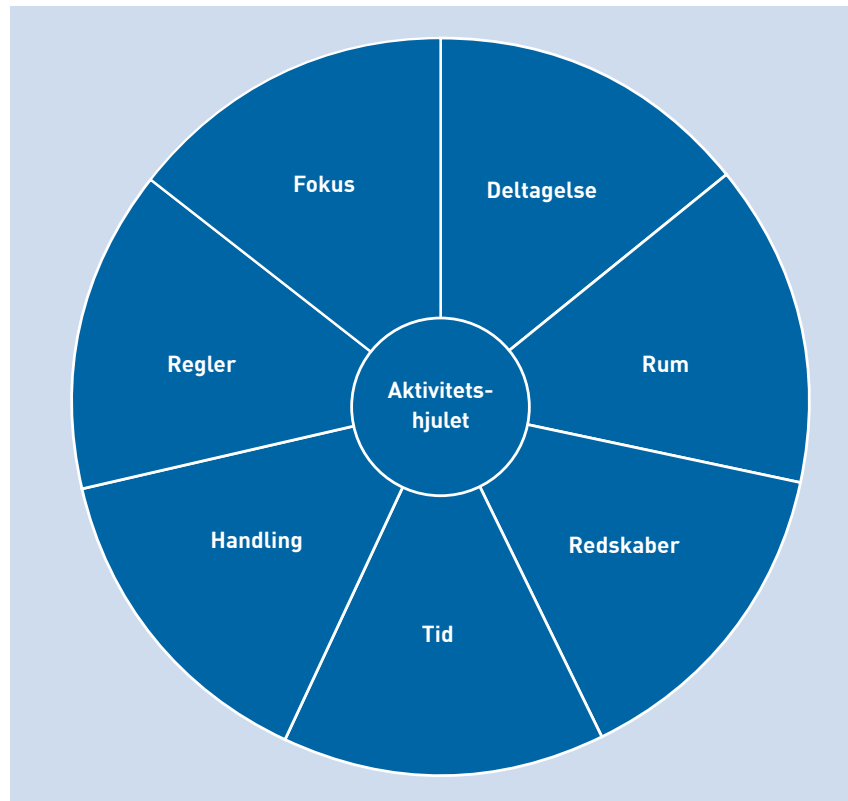 Fokus
Deltagelse
Regler
Rum
Aktivitets-
hjulet
Handling
Redskaber
Tid